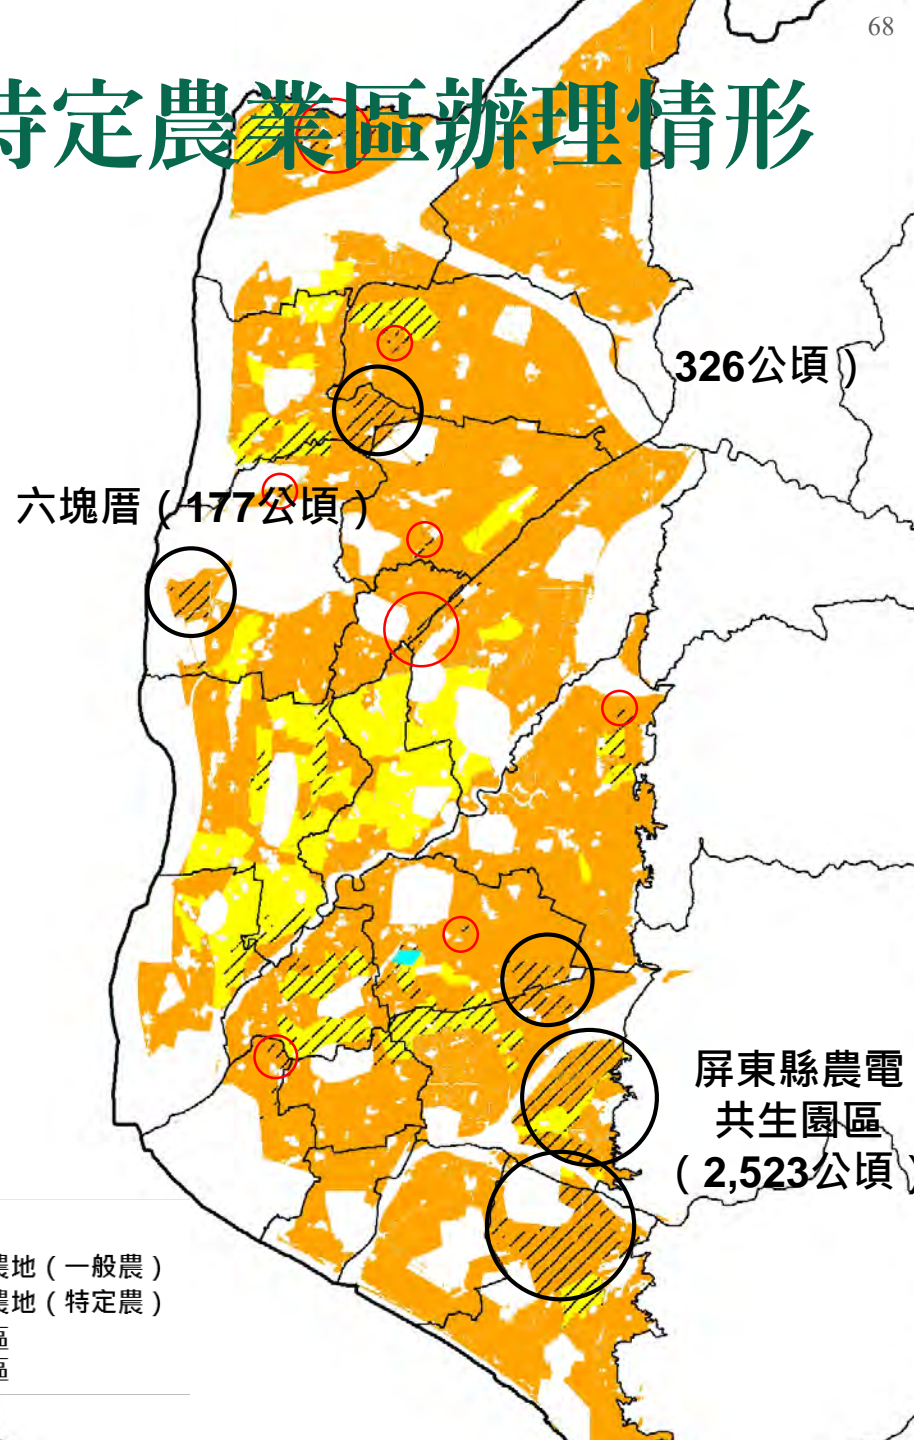 68
特定農業區辦理情形
326公頃）
六塊厝（177公頃）
屏東縣農電
共生園區
（2,523公頃）
農地（一般農）
農地（特定農）
區
區